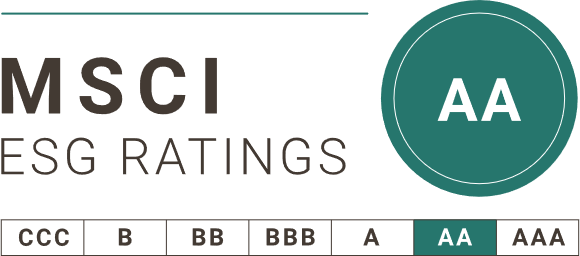 MSCI
ESG RATINGS
AA
CCC B BB BBB A AA AAA